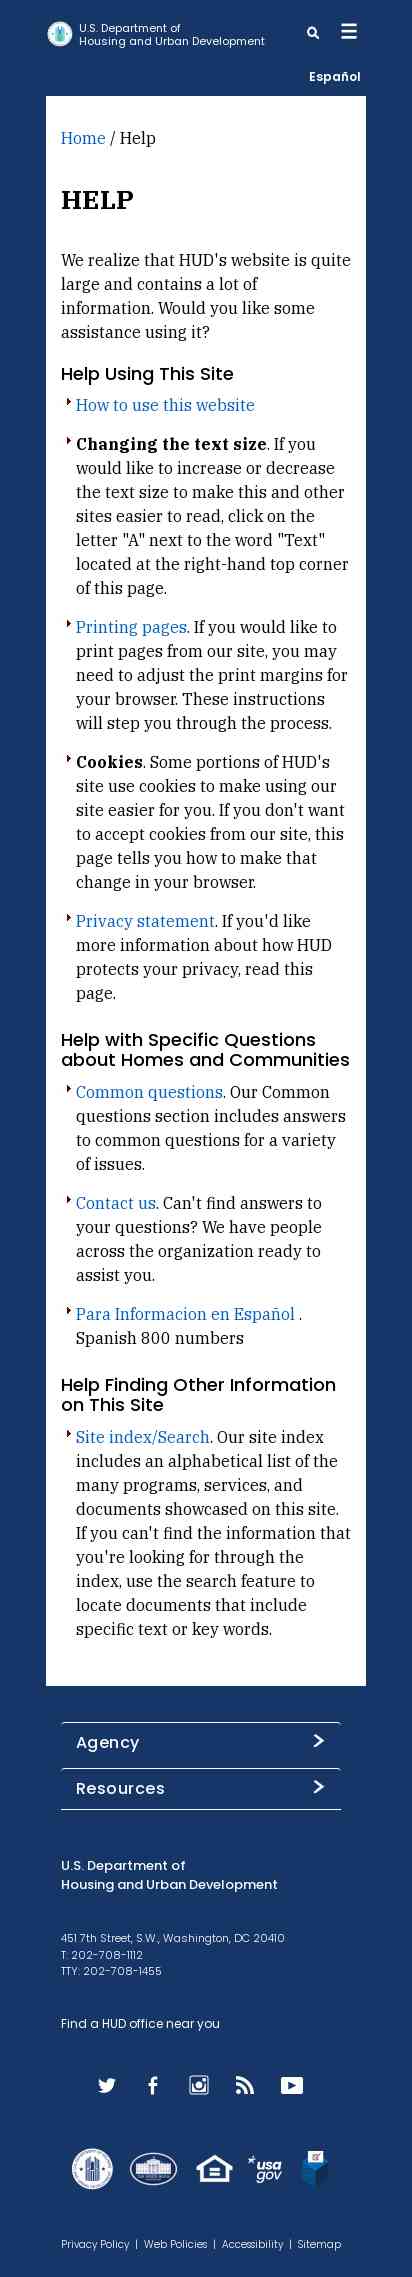 U.S. Department of
Housing and Urban Development
Español
Home / Help
HELP
We realize that HUD's website is quite
large and contains a lot of
information. Would you like some
assistance using it?
Help Using This Site
How to use this website
Changing the text size. If you
would like to increase or decrease
the text size to make this and other
sites easier to read, click on the
letter "A" next to the word "Text"
located at the right-hand top corner
of this page.
Printing pages. If you would like to
print pages from our site, you may
need to adjust the print margins for
your browser. These instructions
will step you through the process.
Cookies. Some portions of HUD's
site use cookies to make using our
site easier for you. If you don't want
to accept cookies from our site, this
page tells you how to make that
change in your browser.
Privacy statement. If you'd like
more information about how HUD
protects your privacy, read this
page.
Help with Specific Questions
about Homes and Communities
Common questions. Our Common
questions section includes answers
to common questions for a variety
of issues.
Contact us. Can't find answers to
your questions? We have people
across the organization ready to
assist you.
Para Informacion en Español .
Spanish 800 numbers
Help Finding Other Information
on This Site
Site index/Search. Our site index
includes an alphabetical list of the
many programs, services, and
documents showcased on this site.
If you can't find the information that
you're looking for through the
index, use the search feature to
locate documents that include
specific text or key words.
Agency
Resources
U.S. Department of
Housing and Urban Development
451 7th Street, S.W., Washington, DC 20410
T: 202-708-1112
TTY: 202-708-1455
Find a HUD office near you
usa
gov
Privacy Policy | Web Policies | Accessibility | Sitemap